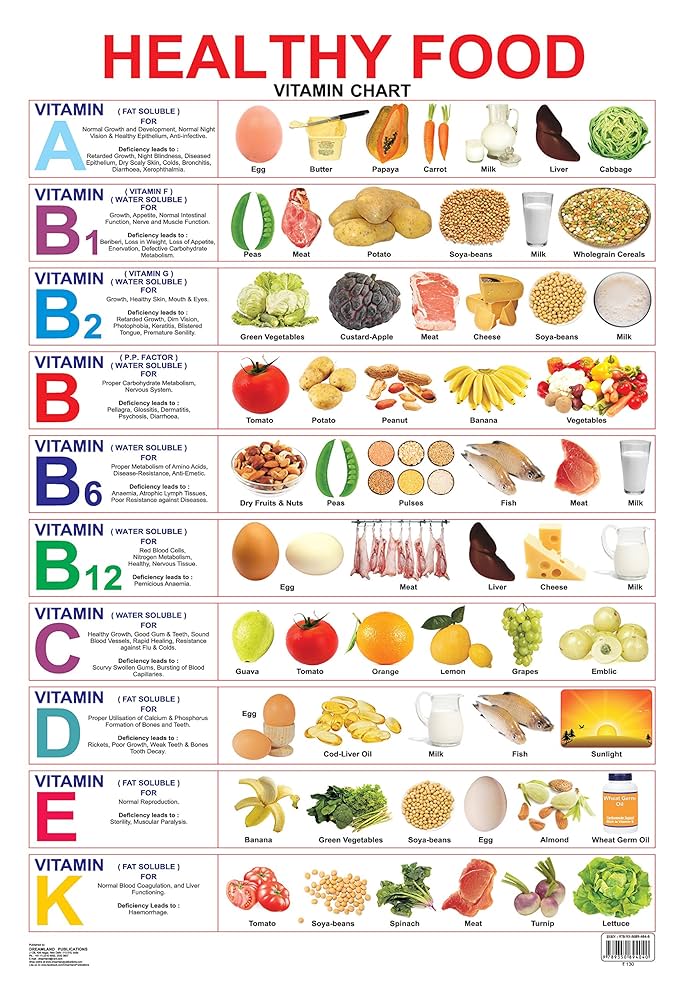 HEALTHY FOOD
VITAMIN CHART
VITAMIN ( FAT SOLUBLE )
A
FOR
Normal Growth and Development, Normal Night
Vision & Healthy Epithelium, Anti-infective.
Deficiency leads to :
Retarded Growth, Night Blindness, Diseased
Epithelium, Dry Scaly Skin, Colds, Bronchitis,
Diarrhoea, Xerophthalmia.
Egg Butter Papaya Carrot Milk Liver Cabbage
VITAMIN ( VITAMIN F )
( WATER SOLUBLE )
B1
FOR
Growth, Appetite, Normal Intestinal
Function, Nerve and Muscle Function.
Deficiency leads to :
Beriberi, Loss in Weight, Loss of Appetite,
Enervation, Defective Carbohydrate
Metabolism.
Peas Meat Potato Soya-beans Milk Wholegrain Cereals
VITAMIN ( VITAMIN G )
( WATER SOLUBLE )
B2
FOR
Growth, Healthy Skin, Mouth & Eyes.
Deficiency leads to :
Retarded Growth, Dim Vision,
Photophobia, Keratitis, Blistered
Tongue, Premature Senility.
Green Vegetables Custard-Apple Meat Cheese Soya-beans Milk
VITAMIN ( P.P. FACTOR )
( WATER SOLUBLE )
B
FOR
Proper Carbohydrate Metabolism,
Nervous System.
Deficiency leads to :
Pellagra, Glossitis, Dermatitis,
Psychosis, Diarrhoea.
Tomato Potato Peanut Banana Vegetables
VITAMIN ( WATER SOLUBLE )
B6
FOR
Proper Metabolism of Amino Acids,
Disease-Resistance, Anti-Emetic.
Deficiency leads to :
Anaemia, Atrophic Lymph Tissues,
Poor Resistance against Diseases.
Dry Fruits & Nuts Peas Pulses Fish Meat Milk
VITAMIN ( WATER SOLUBLE )
B12
FOR
Red Blood Cells,
Nitrogen Metabolism,
Healthy, Nervous Tissue.
Deficiency leads to :
Pernicious Anaemia.
Egg Meat Liver Cheese Milk
VITAMIN ( WATER SOLUBLE )
C
FOR
Healthy Growth, Good Gum & Teeth, Sound
Blood Vessels, Rapid Healing, Resistance
against Flu & Colds.
Deficiency leads to :
Scurvy Swollen Gums, Bursting of Blood
Capillaries.
Guava Tomato Orange Lemon Grapes Emblic
VITAMIN ( FAT SOLUBLE )
D
FOR
Proper Utilisation of Calcium & Phosphorus
Formation of Bones and Teeth.
Deficiency leads to :
Rickets, Poor Growth, Weak Teeth & Bones
Tooth Decay.
Egg Cod-Liver Oil Milk Fish Sunlight
VITAMIN ( FAT SOLUBLE )
E
FOR
Normal Reproduction.
Deficiency leads to :
Sterility, Muscular Paralysis.
Wheat Germ
Oil
Banana Green Vegetables Soya-beans Egg Almond Wheat Germ Oil
VITAMIN ( FAT SOLUBLE )
K
FOR
Normal Blood Coagulation, and Liver
Functioning.
Deficiency Leads to :
Haemorrhage.
Tomato Soya-beans Spinach Meat Turnip Lettuce
Published by
DREAMLAND PUBLICATIONS